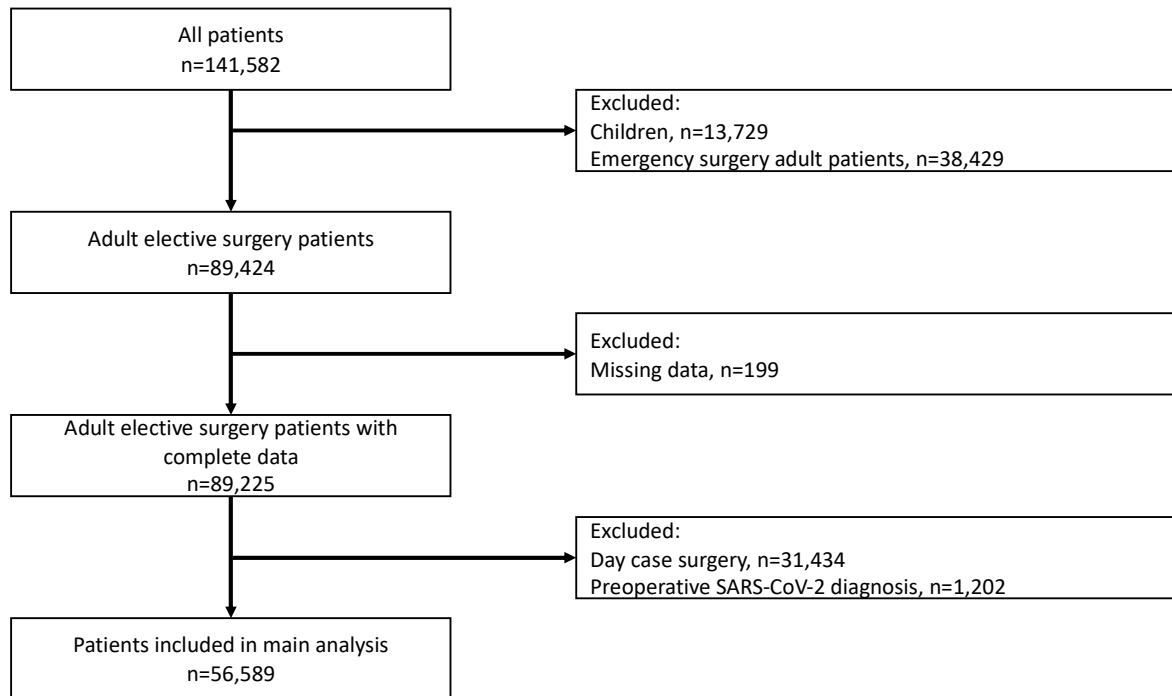 All patients
n=141,582
Excluded:
Children, n=13,729
Emergency surgery adult patients, n=38,429
Adult elective surgery patients
n=89,424
Excluded:
Missing data, n=199
Adult elective surgery patients with
complete data
n=89,225
Excluded:
Day case surgery, n=31,434
Preoperative SARS-CoV-2 diagnosis, n=1,202
Patients included in main analysis
n=56,589